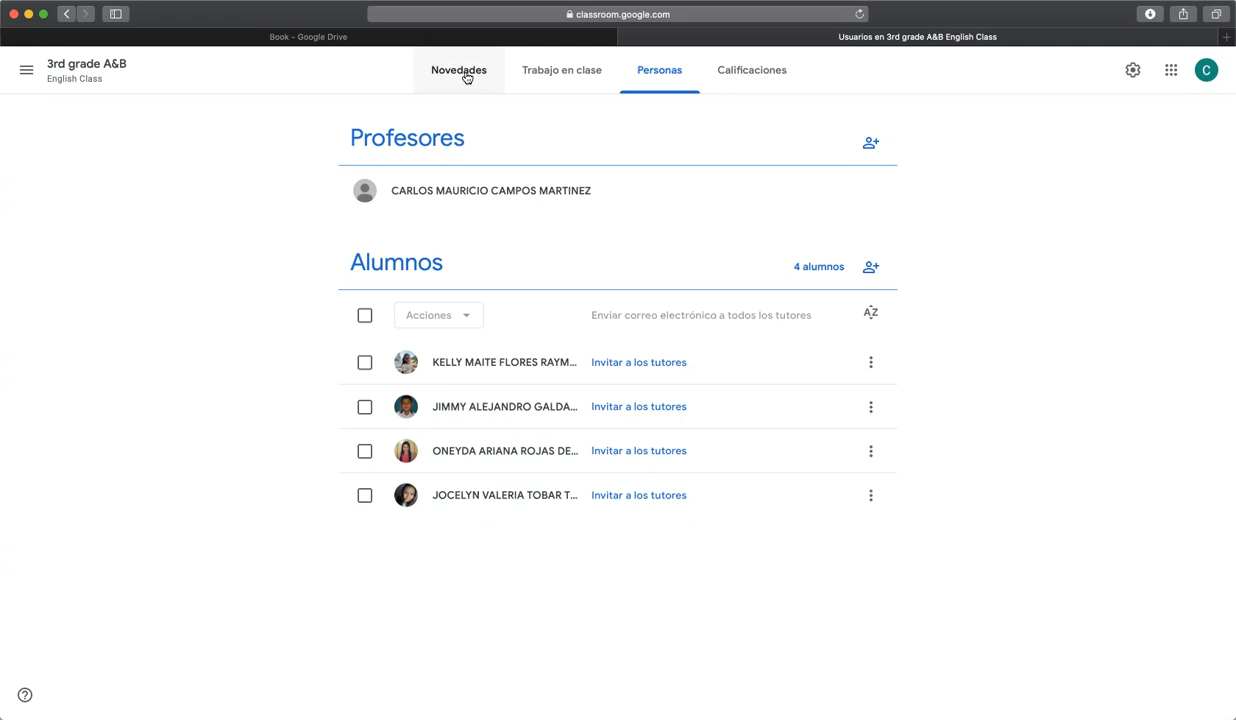 classroom.google.com
Book - Google Drive
Usuarios en 3rd grade A&B English Class
3rd grade A&B
English Class
Novedades
Trabajo en clase
Personas
Calificaciones
C
Profesores
CARLOS MAURICIO CAMPOS MARTINEZ
Alumnos
4 alumnos
Acciones
Enviar correo electrónico a todos los tutores
AZ
KELLY MAITE FLORES RAYM... Invitar a los tutores
JIMMY ALEJANDRO GALDA... Invitar a los tutores
ONEYDA ARIANA ROJAS DE... Invitar a los tutores
JOCELYN VALERIA TOBAR T... Invitar a los tutores